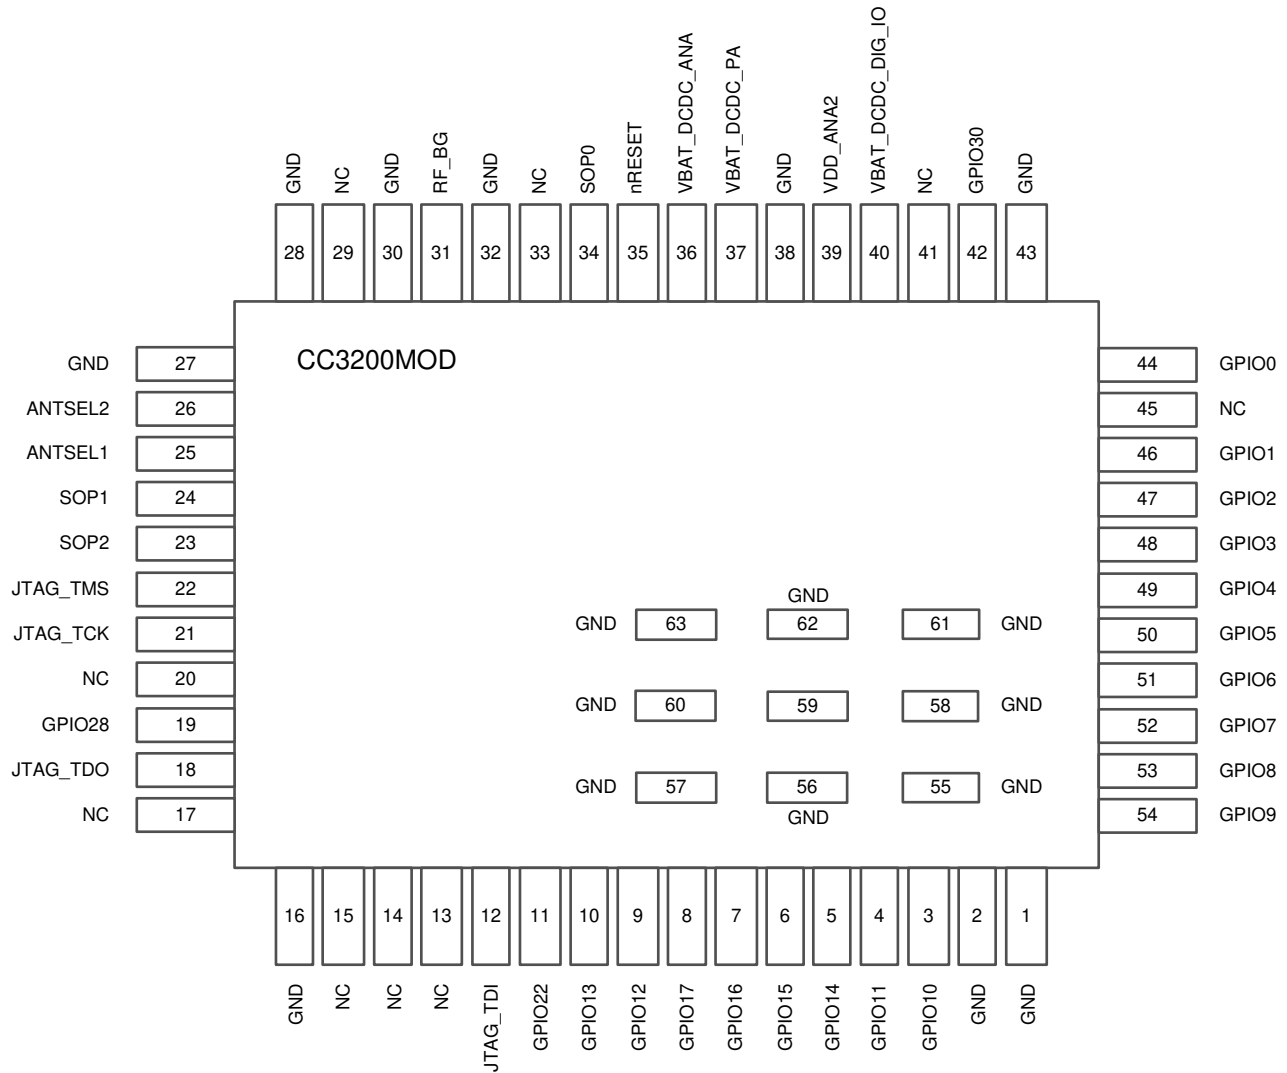 GND NC GND RF_BG GND NC SOP0 nRESET VBAT_DCDC_ANA VBAT_DCDC_PA GND VDD_ANA2 VBAT_DCDC_DIG_IO NC GPIO30 GND
28 29 30 31 32 33 34 35 36 37 38 39 40 41 42 43
CC3200MOD
GND 27 44 GPIO0
ANTSEL2 26 45 NC
ANTSEL1 25 46 GPIO1
SOP1 24 47 GPIO2
SOP2 23 48 GPIO3
JTAG_TMS 22 49 GPIO4
GND
GND 63 62 61 GND
JTAG_TCK 21 50 GPIO5
NC 20 51 GPIO6
GND 60 59 58 GND
GPIO28 19 52 GPIO7
JTAG_TDO 18 53 GPIO8
GND 57 56 55 GND
GND
NC 17 54 GPIO9
16 15 14 13 12 11 10 9 8 7 6 5 4 3 2 1
GND NC NC NC JTAG_TDI GPIO22 GPIO13 GPIO12 GPIO17 GPIO16 GPIO15 GPIO14 GPIO11 GPIO10 GND GND